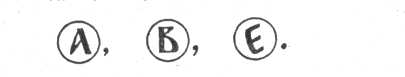 Ⓐ, Ⓑ, Ⓔ.